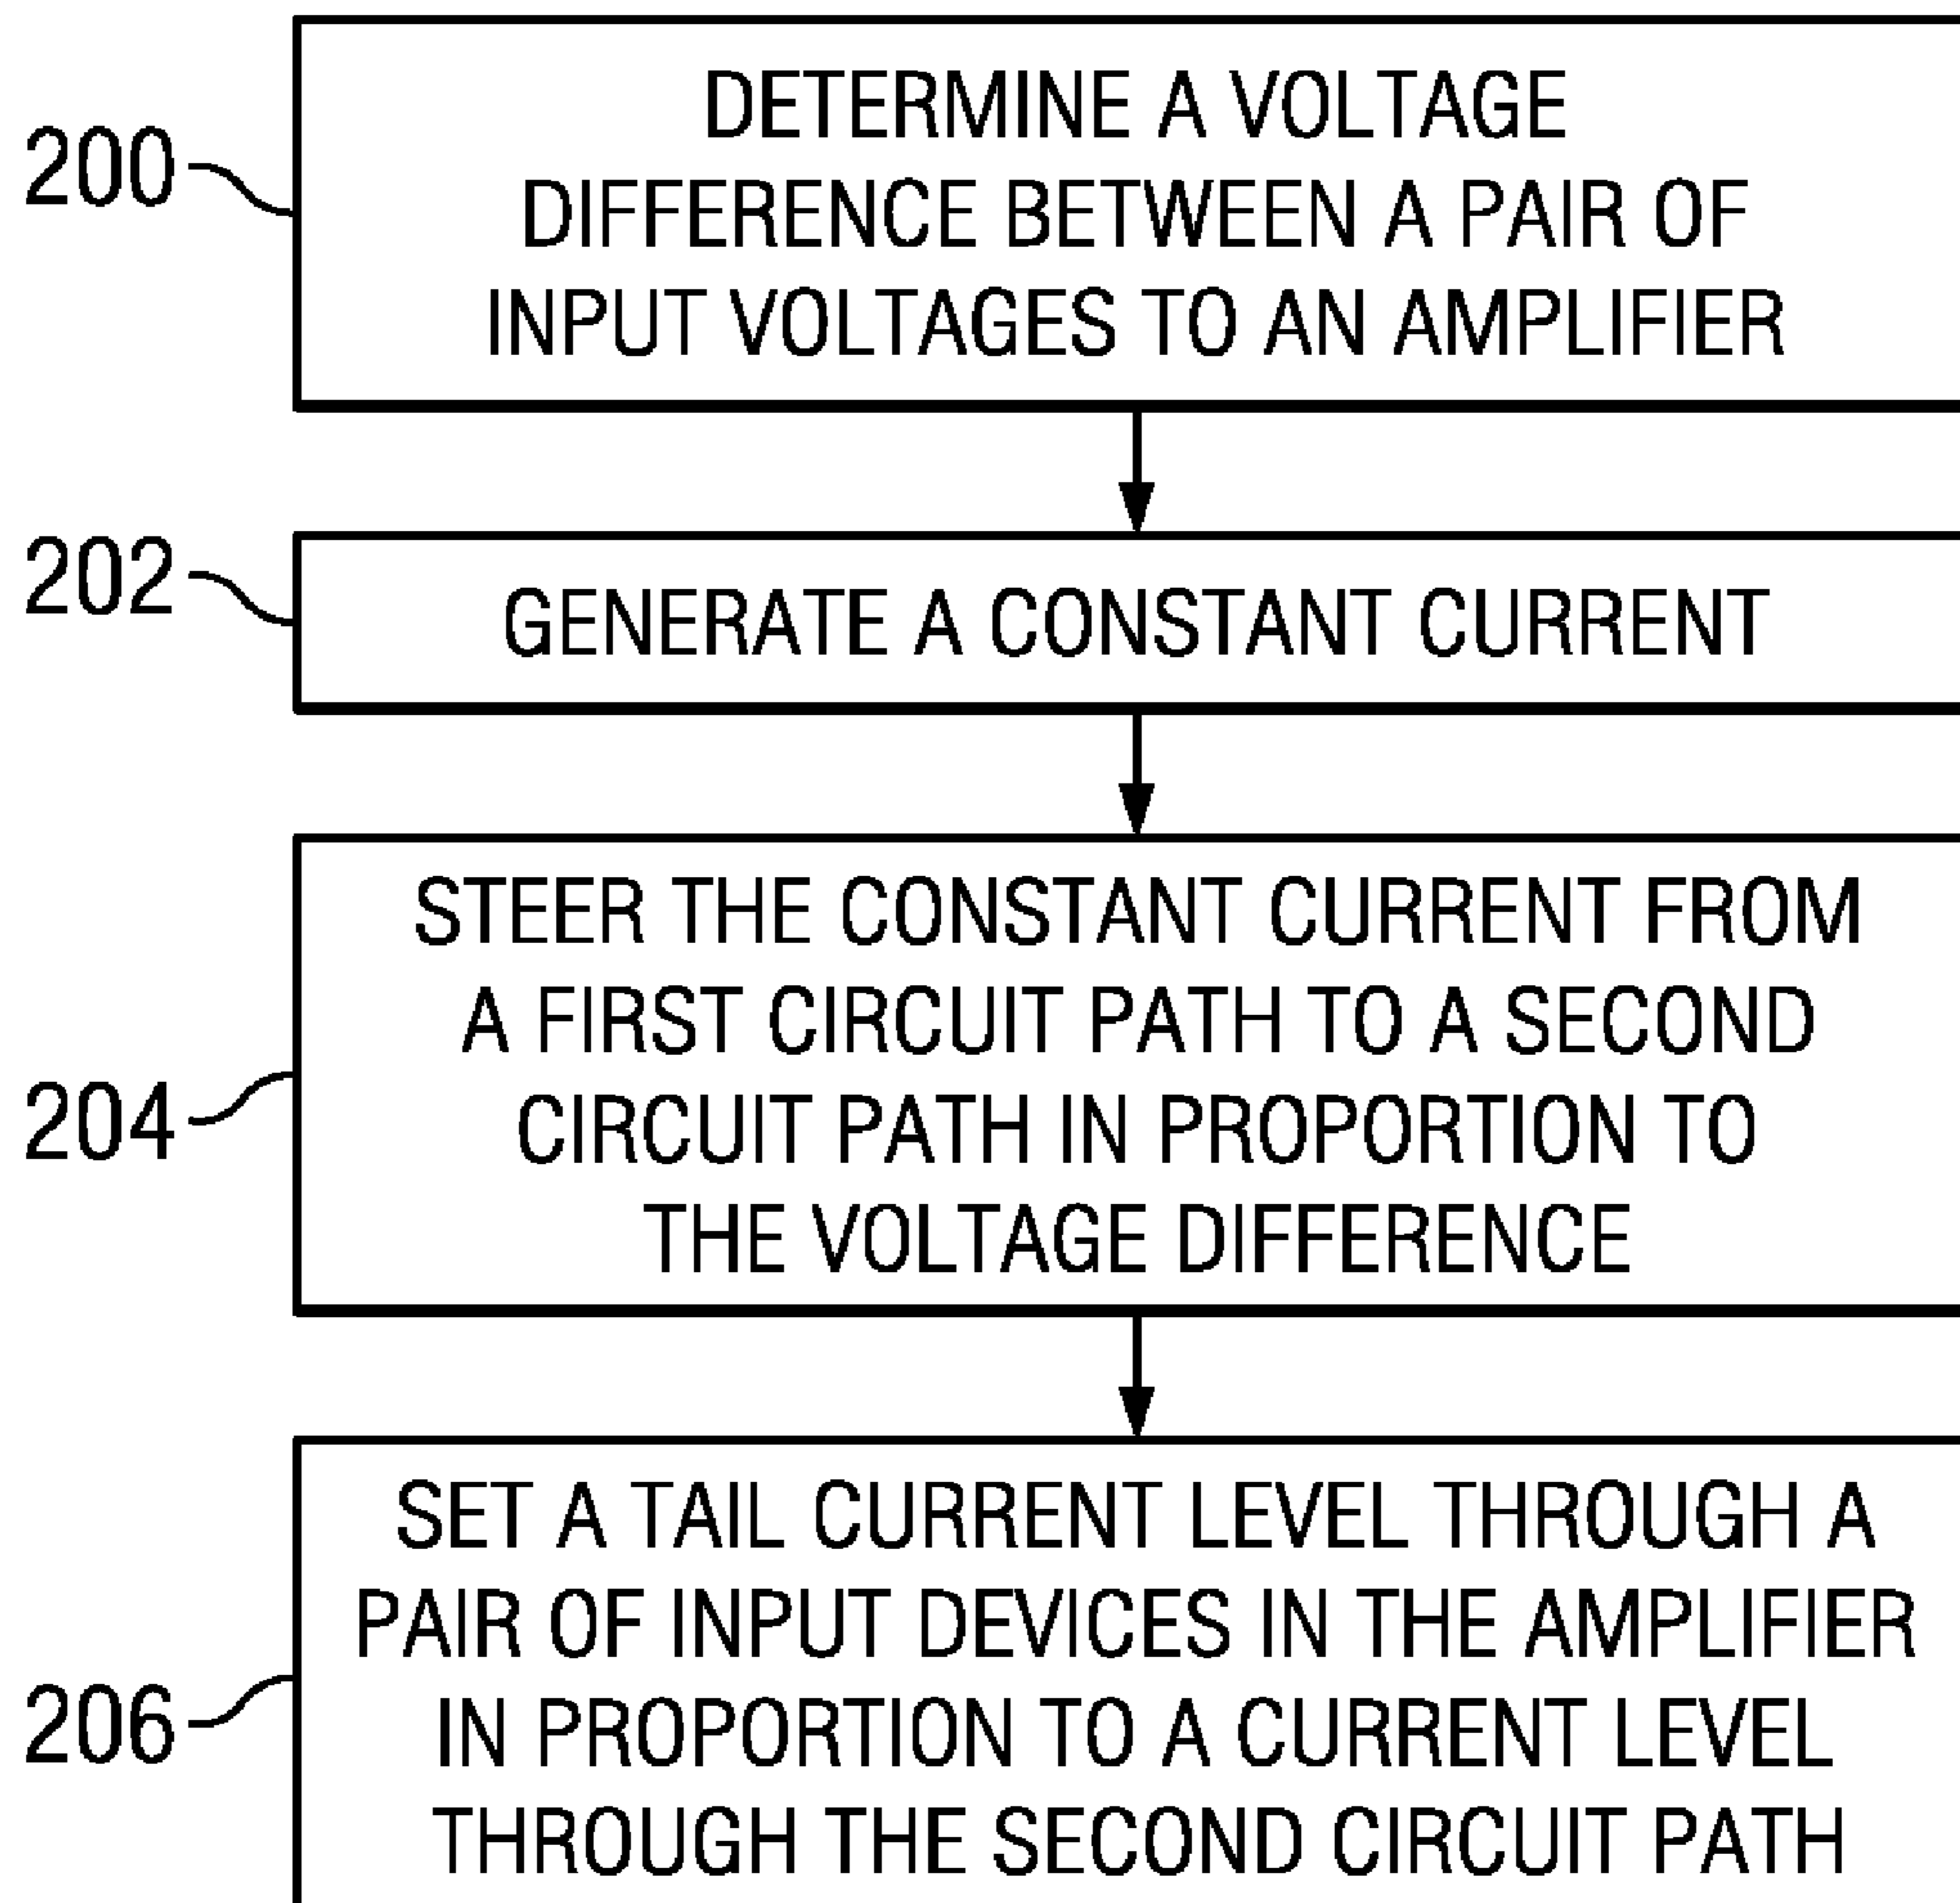 200
DETERMINE A VOLTAGE
DIFFERENCE BETWEEN A PAIR OF
INPUT VOLTAGES TO AN AMPLIFIER
202
GENERATE A CONSTANT CURRENT
204
STEER THE CONSTANT CURRENT FROM
A FIRST CIRCUIT PATH TO A SECOND
CIRCUIT PATH IN PROPORTION TO
THE VOLTAGE DIFFERENCE
206
SET A TAIL CURRENT LEVEL THROUGH A
PAIR OF INPUT DEVICES IN THE AMPLIFIER
IN PROPORTION TO A CURRENT LEVEL
THROUGH THE SECOND CIRCUIT PATH